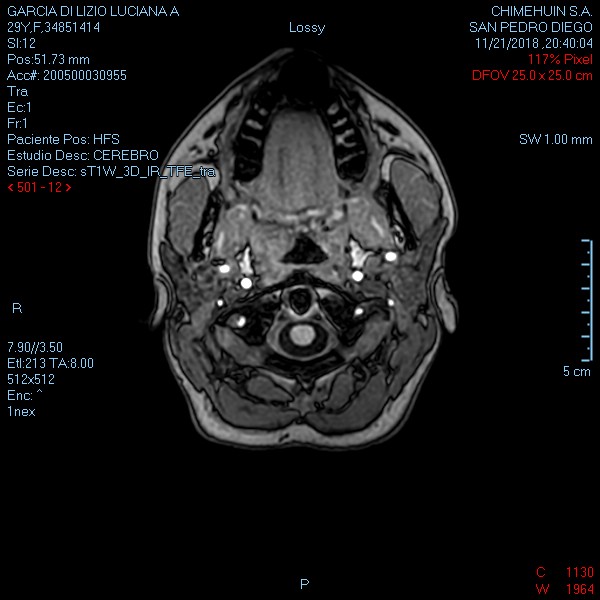 GARCIA DI LIZIO LUCIANA A
29Y,F,34851414
Sl:12
Pos:51.73 mm
Acc#: 200500030955
Tra
Ec:1
Fr:1
Paciente Pos: HFS
Estudio Desc: CEREBRO
Serie Desc: sT1W_3D_IR_TFE_tra
< 501 - 12 >
Lossy
CHIMEHUIN S.A.
SAN PEDRO DIEGO
11/21/2018 ,20:40:04
117% Pixel
DFOV 25.0 x 25.0 cm
SW 1.00 mm
R
5 cm
7.90//3.50
Etl:213 TA:8.00
512x512
Enc: ^
1nex
P
C 1130
W 1964